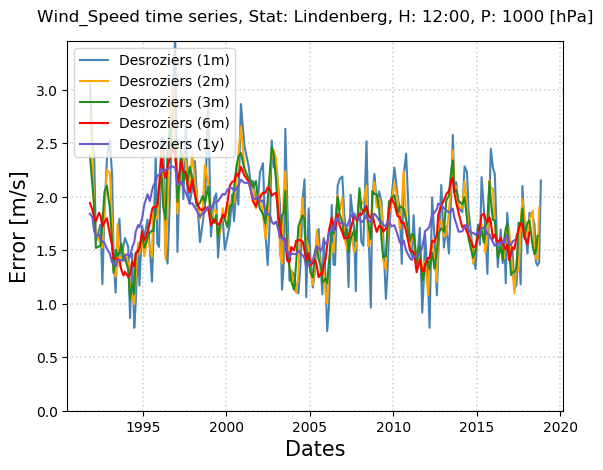 Wind_Speed time series, Stat: Lindenberg, H: 12:00, P: 1000 [hPa]
Desroziers (1m)
Desroziers (2m)
Desroziers (3m)
Desroziers (6m)
Desroziers (1y)
3.0
2.5
2.0
1.5
1.0
0.5
0.0
Error [m/s]
1995 2000 2005 2010 2015 2020
Dates